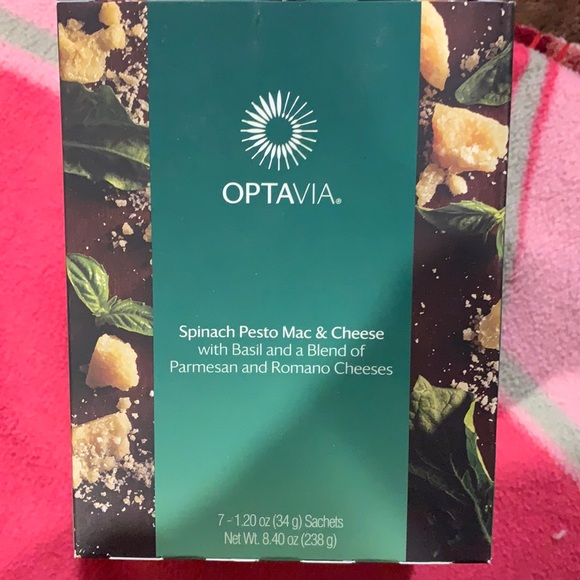 OPTAVIA®
Spinach Pesto Mac & Cheese
with Basil and a Blend of
Parmesan and Romano Cheeses
7 - 1.20 oz (34 g) Sachets
Net Wt. 8.40 oz (238 g)